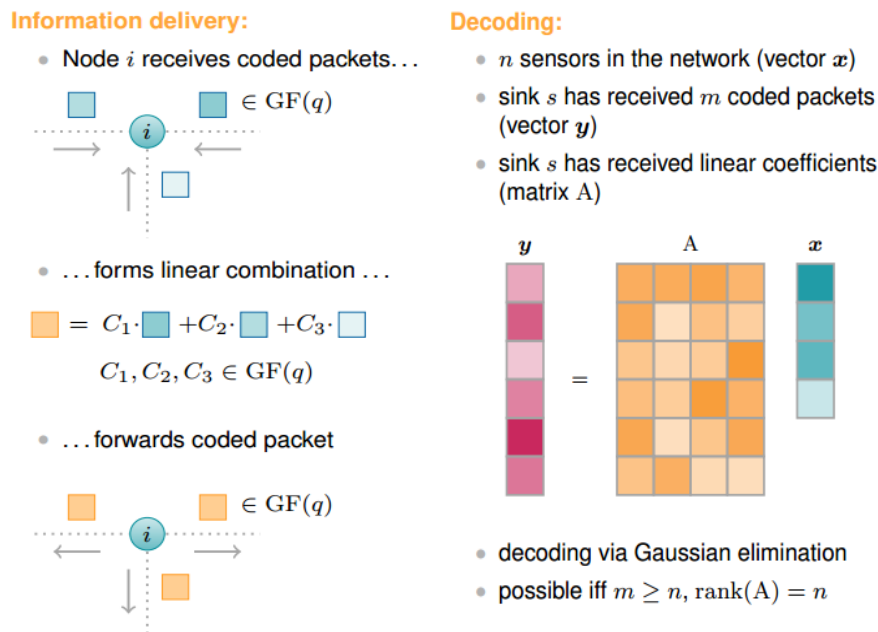 Information delivery:
• Node i receives coded packets...
∈ GF(q)
i
• ...forms linear combination ...
= C₁· +C₂· +C₃·
C₁, C₂, C₃ ∈ GF(q)
• ...forwards coded packet
∈ GF(q)
i
Decoding:
• n sensors in the network (vector x)
• sink s has received m coded packets
(vector y)
• sink s has received linear coefficients
(matrix A)
y A x
=
• decoding via Gaussian elimination
• possible iff m ≥ n, rank(A) = n